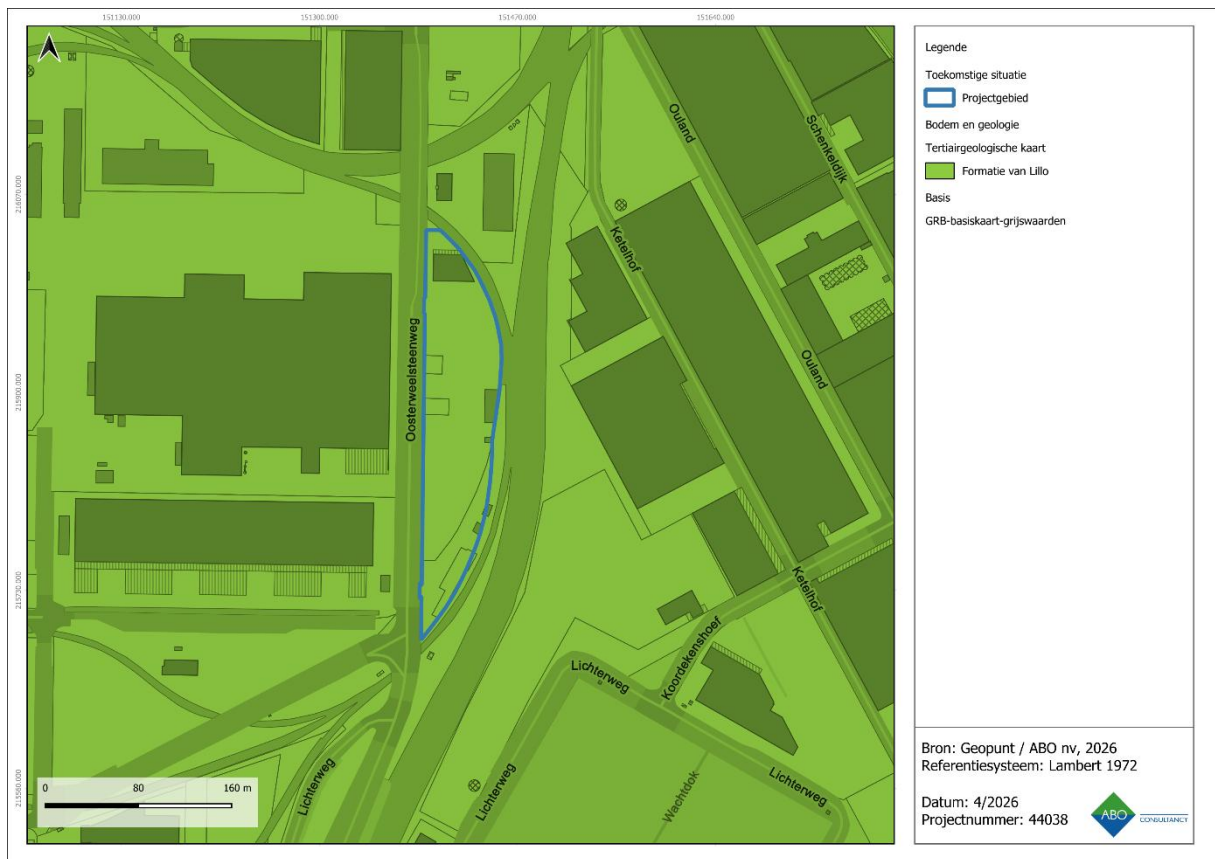 151130.000
151300.000
151470.000
151640.000
216070.000
215900.000
215730.000
215560.000
Ouland
Schenkeldijk
Ketelhof
Ouland
Oosterweelsteenweg
Ketelhof
Koordekenshoef
Lichterweg
Lichterweg
Lichterweg
Lichterweg
Wachtdok
0 80 160 m
Legende
Toekomstige situatie
Projectgebied
Bodem en geologie
Tertiairgeologische kaart
Formatie van Lillo
Basis
GRB-basiskaart-grijswaarden
Bron: Geopunt / ABO nv, 2026
Referentiesysteem: Lambert 1972
Datum: 4/2026
Projectnummer: 44038
ABO
CONSULTANCY